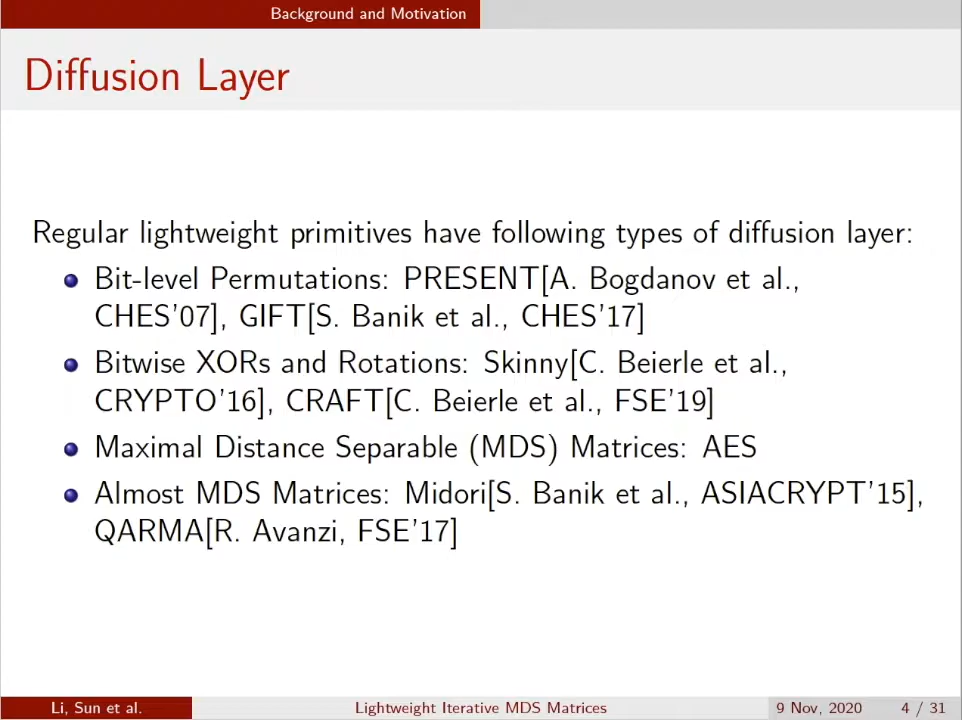 Background and Motivation
Diffusion Layer
Regular lightweight primitives have following types of diffusion layer:
Bit-level Permutations: PRESENT[A. Bogdanov et al.,
CHES'07], GIFT[S. Banik et al., CHES'17]
Bitwise XORs and Rotations: Skinny[C. Beierle et al.,
CRYPTO'16], CRAFT[C. Beierle et al., FSE'19]
Maximal Distance Separable (MDS) Matrices: AES
Almost MDS Matrices: Midori[S. Banik et al., ASIACRYPT'15],
QARMA[R. Avanzi, FSE'17]
Li, Sun et al. Lightweight Iterative MDS Matrices 9 Nov, 2020 4 / 31